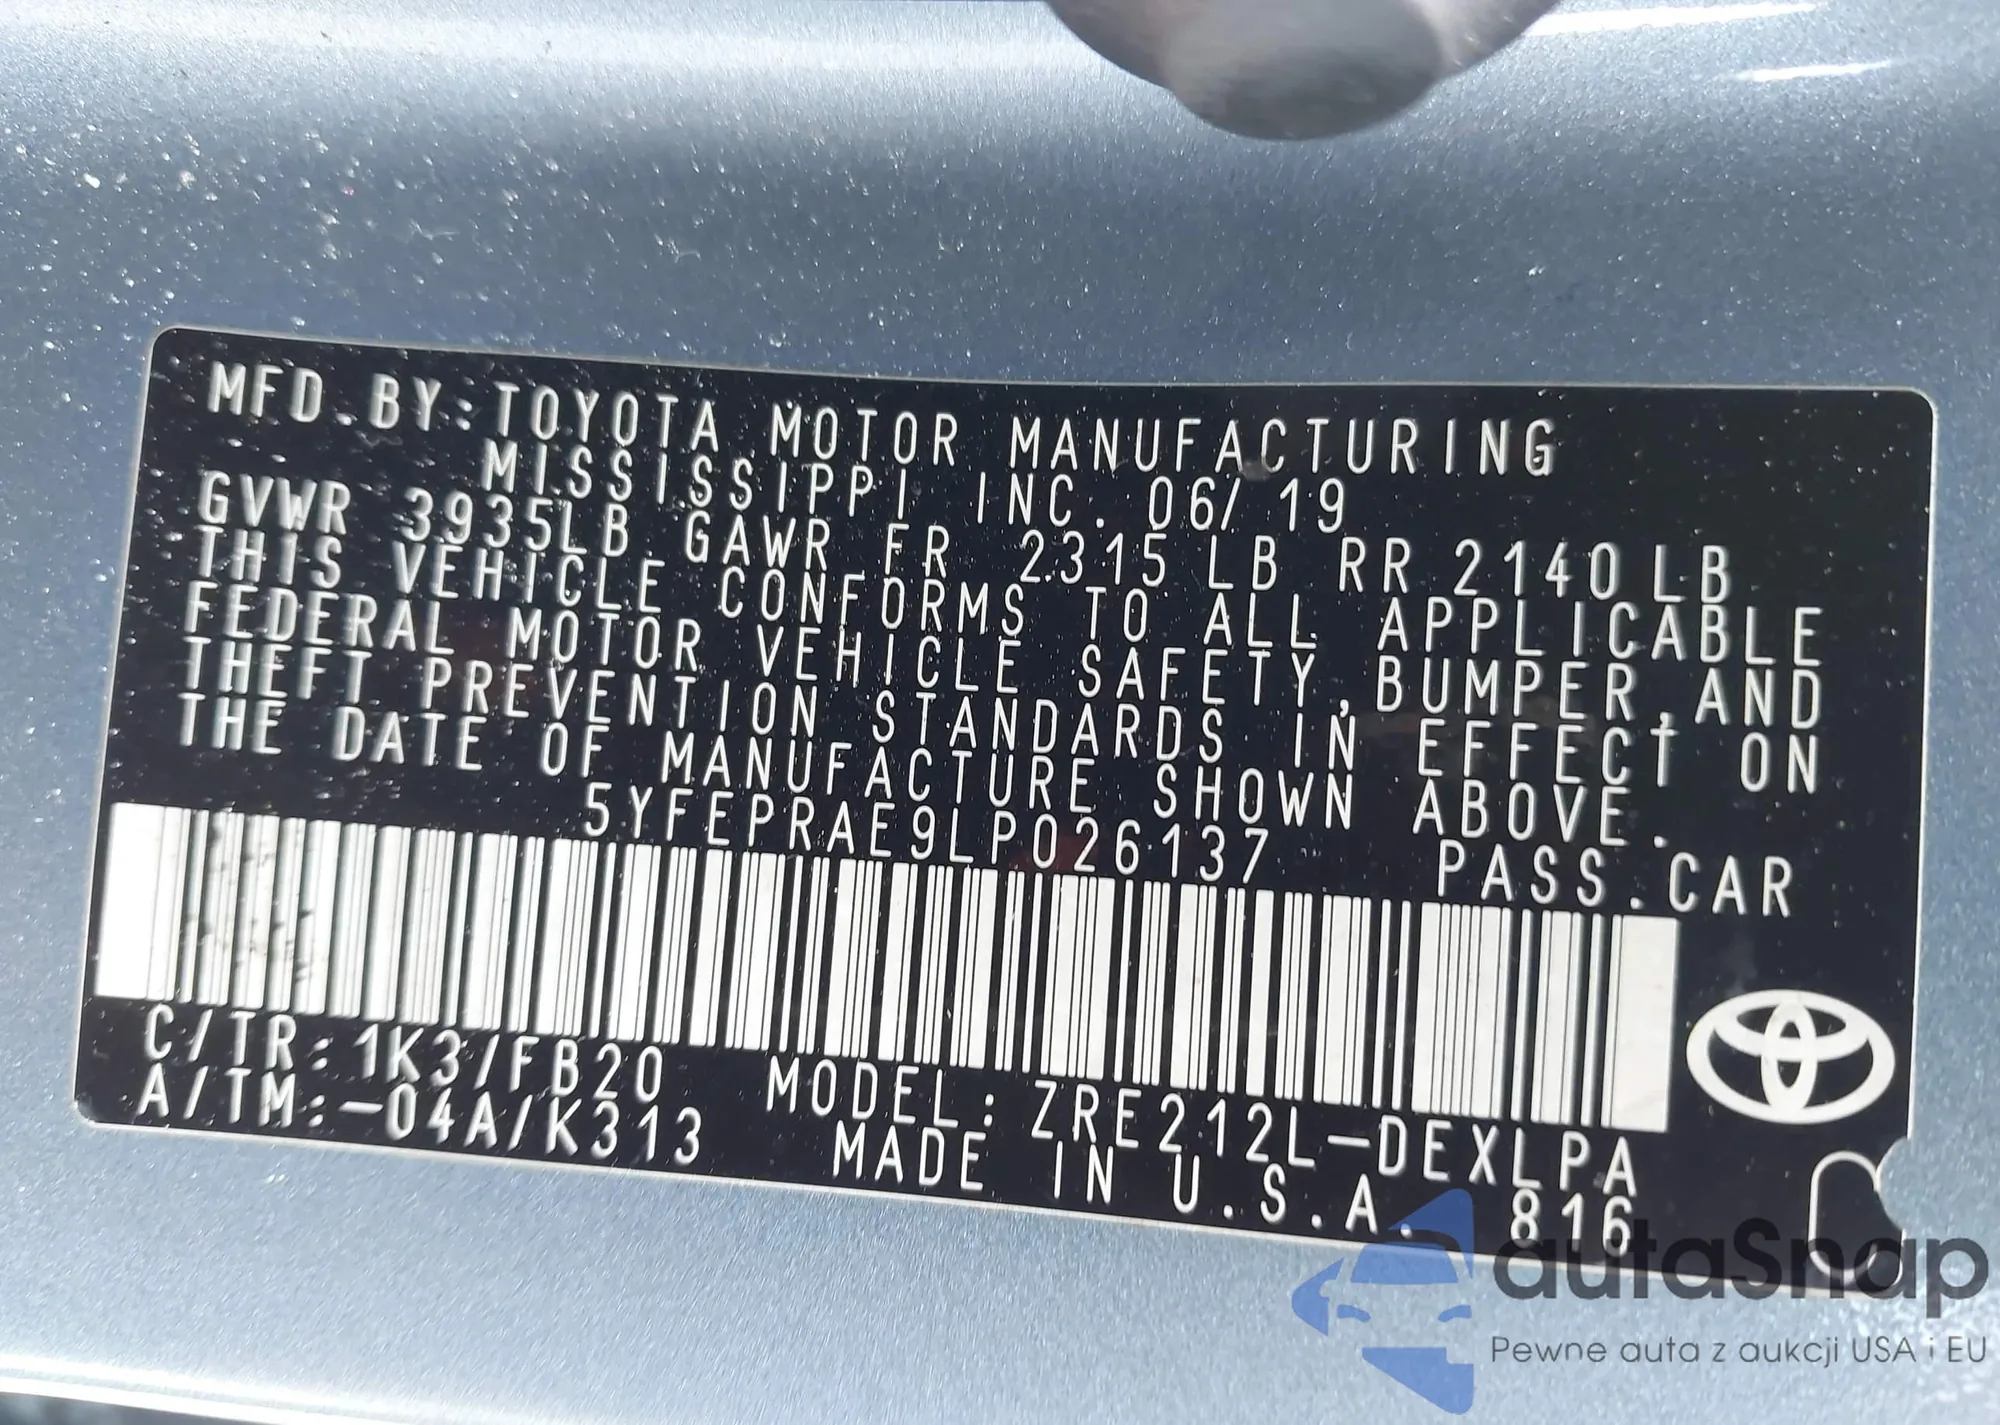 MFD.BY:TOYOTA MOTOR MANUFACTURING
MISSISSIPPI INC. 06/19
GVWR 3935LB GAWR FR 2315 LB RR 2140 LB
THIS VEHICLE CONFORMS TO ALL APPLICABLE
FEDERAL MOTOR VEHICLE SAFETY,BUMPER,AND
THEFT PREVENTION STANDARDS IN EFFECT ON
THE DATE OF MANUFACTURE SHOWN ABOVE.
5YFEPRAE9LP026137 PASS.CAR
C/TR:1K3/FB20 MODEL:ZRE212L-DEXLPA
A/TM:-04A/K313 MADE IN U.S.A. 816
autaSnap
Pewne auta z aukcji USA i EU